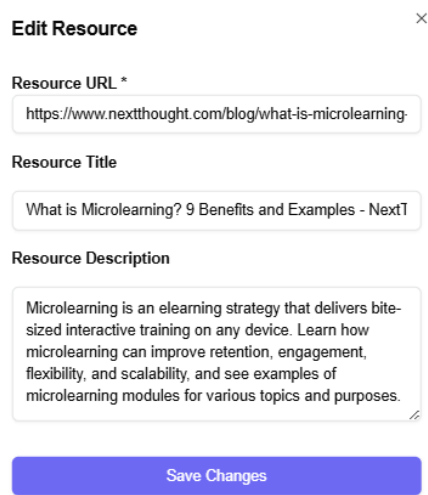 Edit Resource
Resource URL *
https://www.nextthought.com/blog/what-is-microlearning-
Resource Title
What is Microlearning? 9 Benefits and Examples - NextT
Resource Description
Microlearning is an elearning strategy that delivers bite-
sized interactive training on any device. Learn how
microlearning can improve retention, engagement,
flexibility, and scalability, and see examples of
microlearning modules for various topics and purposes.
Save Changes